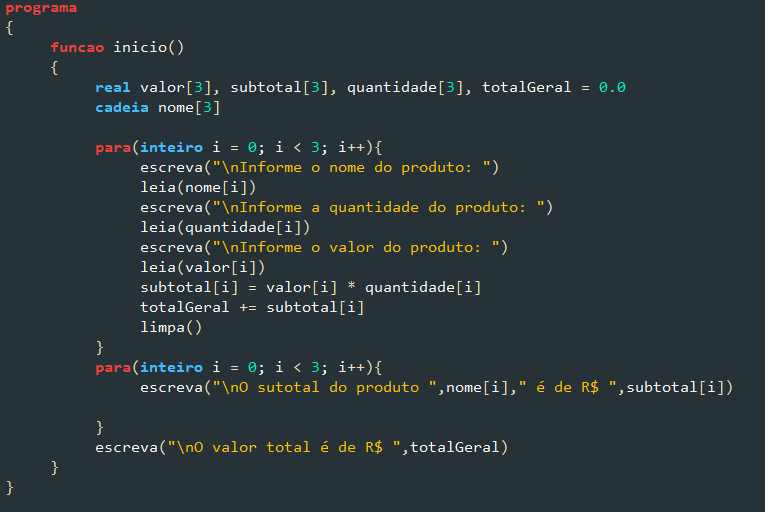 programa
{
     funcao inicio()
     {
          real valor[3], subtotal[3], quantidade[3], totalGeral = 0.0
          cadeia nome[3]

          para(inteiro i = 0; i < 3; i++){
               escreva("\nInforme o nome do produto: ")
               leia(nome[i])
               escreva("\nInforme a quantidade do produto: ")
               leia(quantidade[i])
               escreva("\nInforme o valor do produto: ")
               leia(valor[i])
               subtotal[i] = valor[i] * quantidade[i]
               totalGeral += subtotal[i]
               limpa()
          }
          para(inteiro i = 0; i < 3; i++){
               escreva("\nO sutotal do produto ",nome[i]," é de R$ ",subtotal[i])

          }
          escreva("\nO valor total é de R$ ",totalGeral)
     }
}